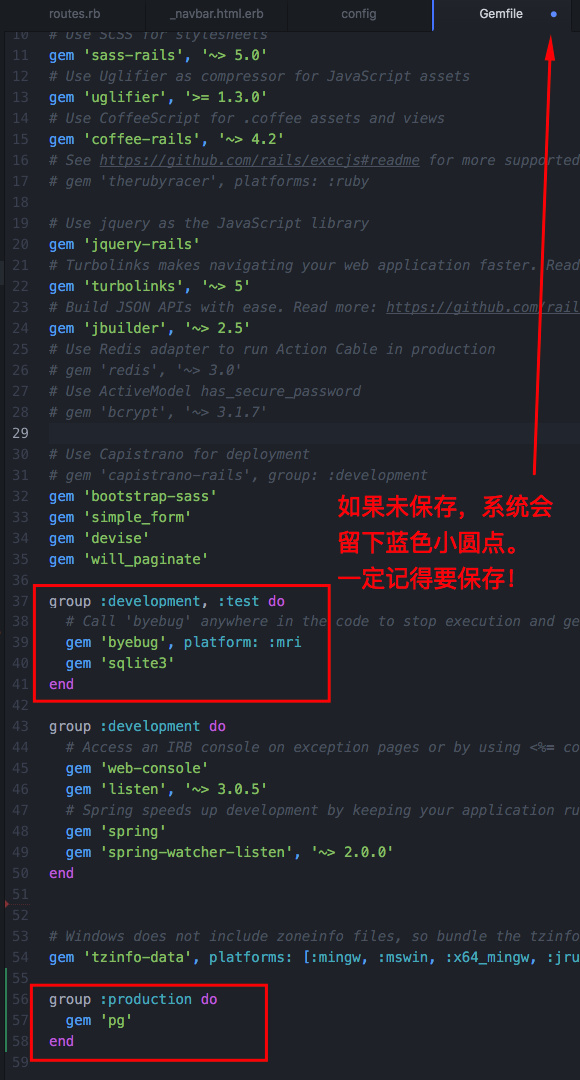 routes.rb _navbar.html.erb config Gemfile
10 # Use SCSS for stylesheets
11 gem 'sass-rails', '~> 5.0'
12 # Use Uglifier as compressor for JavaScript assets
13 gem 'uglifier', '>= 1.3.0'
14 # Use CoffeeScript for .coffee assets and views
15 gem 'coffee-rails', '~> 4.2'
16 # See https://github.com/rails/execjs#readme for more supported
17 # gem 'therubyracer', platforms: :ruby
18
19 # Use jquery as the JavaScript library
20 gem 'jquery-rails'
21 # Turbolinks makes navigating your web application faster. Read
22 gem 'turbolinks', '~> 5'
23 # Build JSON APIs with ease. Read more: https://github.com/rail
24 gem 'jbuilder', '~> 2.5'
25 # Use Redis adapter to run Action Cable in production
26 # gem 'redis', '~> 3.0'
27 # Use ActiveModel has_secure_password
28 # gem 'bcrypt', '~> 3.1.7'
29
30 # Use Capistrano for deployment
31 # gem 'capistrano-rails', group: :development
32 gem 'bootstrap-sass'
33 gem 'simple_form'
34 gem 'devise'
35 gem 'will_paginate'
如果未保存，系统会
留下蓝色小圆点。
一定记得要保存！
36
37 group :development, :test do
38 # Call 'byebug' anywhere in the code to stop execution and ge
39 gem 'byebug', platform: :mri
40 gem 'sqlite3'
41 end
42
43 group :development do
44 # Access an IRB console on exception pages or by using <%= co
45 gem 'web-console'
46 gem 'listen', '~> 3.0.5'
47 # Spring speeds up development by keeping your application ru
48 gem 'spring'
49 gem 'spring-watcher-listen', '~> 2.0.0'
50 end
51
52
53 # Windows does not include zoneinfo files, so bundle the tzinfo
54 gem 'tzinfo-data', platforms: [:mingw, :mswin, :x64_mingw, :jru
55
56 group :production do
57 gem 'pg'
58 end
59